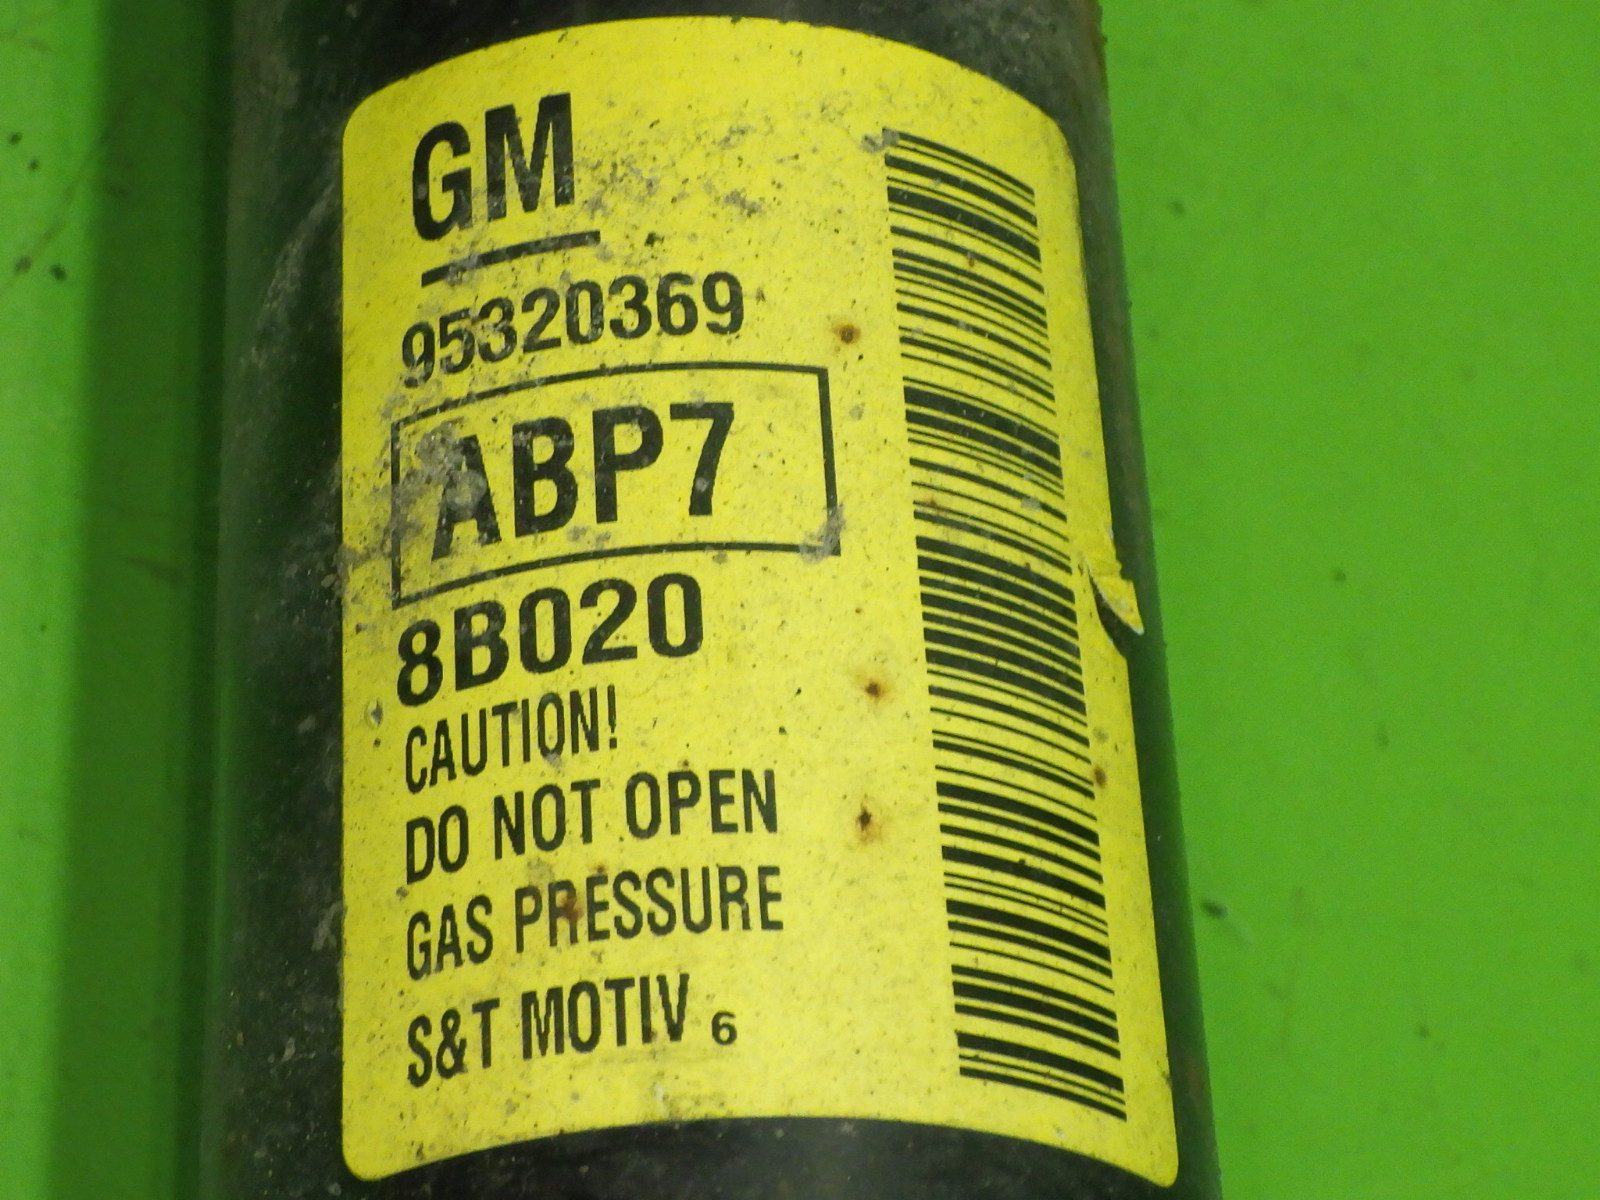 GM
95320369
ABP7
8B020
CAUTION!
DO NOT OPEN
GAS PRESSURE
S&T MOTIV 6